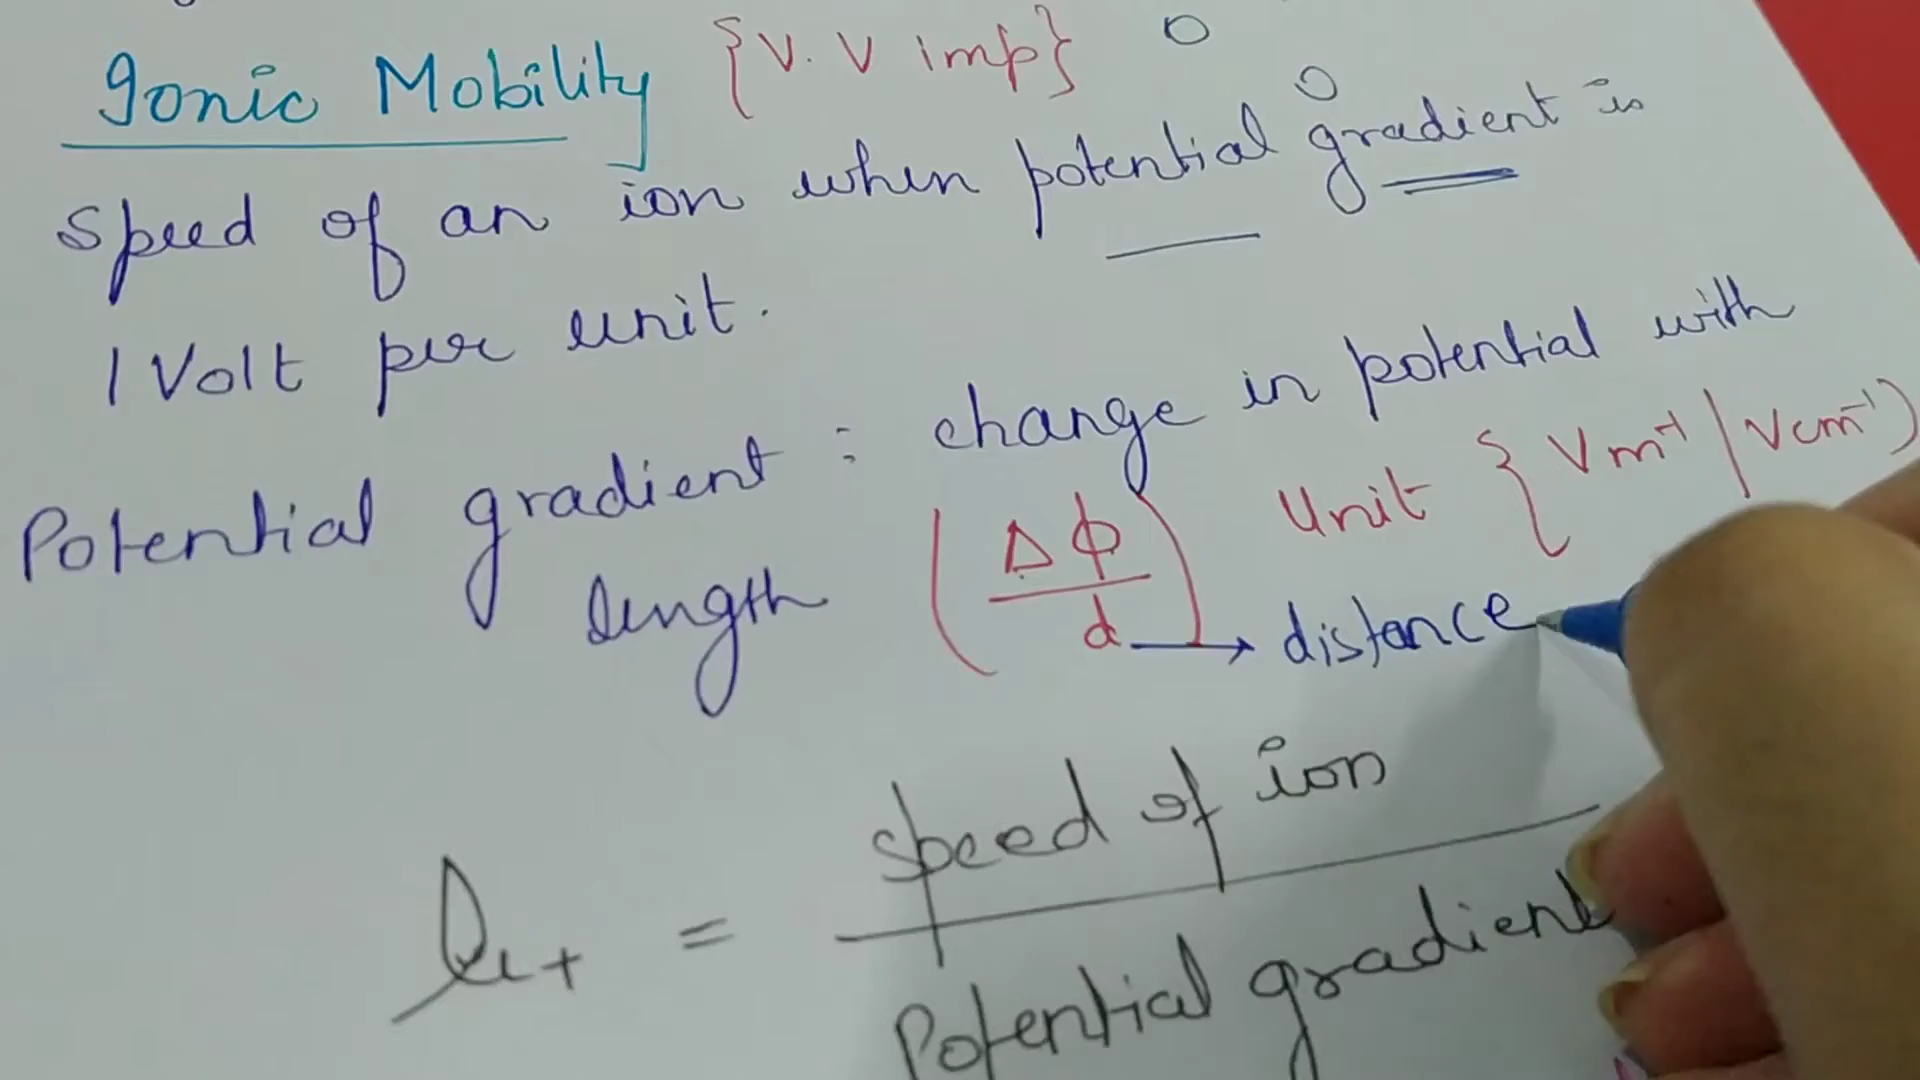 Ionic Mobility {V. V imp}
Speed of an ion when potential gradient is
1 Volt per unit.
Potential gradient : change in potential with
length (Δϕ/d) Unit {Vm⁻¹ | Vcm⁻¹)
d → distance
μ+ = speed of ion / Potential gradient